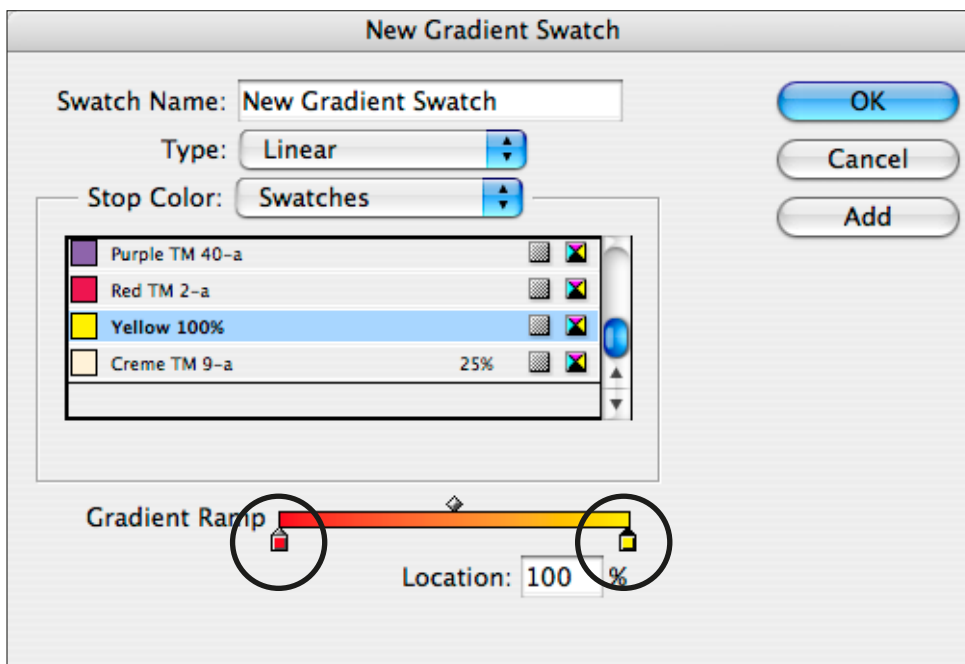 New Gradient Swatch
Swatch Name: New Gradient Swatch
OK
Type: Linear
Cancel
Stop Color: Swatches
Add
Purple TM 40-a
Red TM 2-a
Yellow 100%
Creme TM 9-a 25%
Gradient Ramp
Location: 100 %